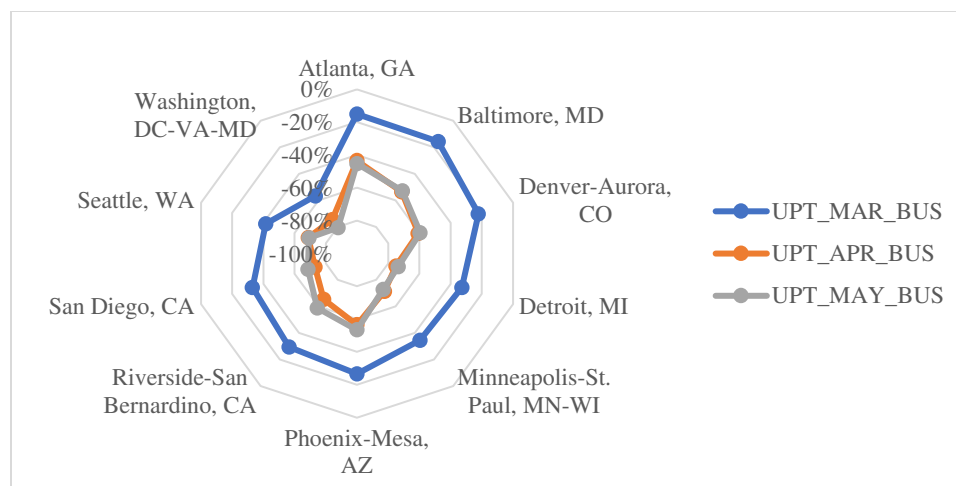 Atlanta, GA
0%
-20%
-40%
-60%
-80%
-100%
Baltimore, MD
Denver-Aurora,
CO
Detroit, MI
Minneapolis-St.
Paul, MN-WI
Phoenix-Mesa,
AZ
Riverside-San
Bernardino, CA
San Diego, CA
Seattle, WA
Washington,
DC-VA-MD
UPT_MAR_BUS
UPT_APR_BUS
UPT_MAY_BUS